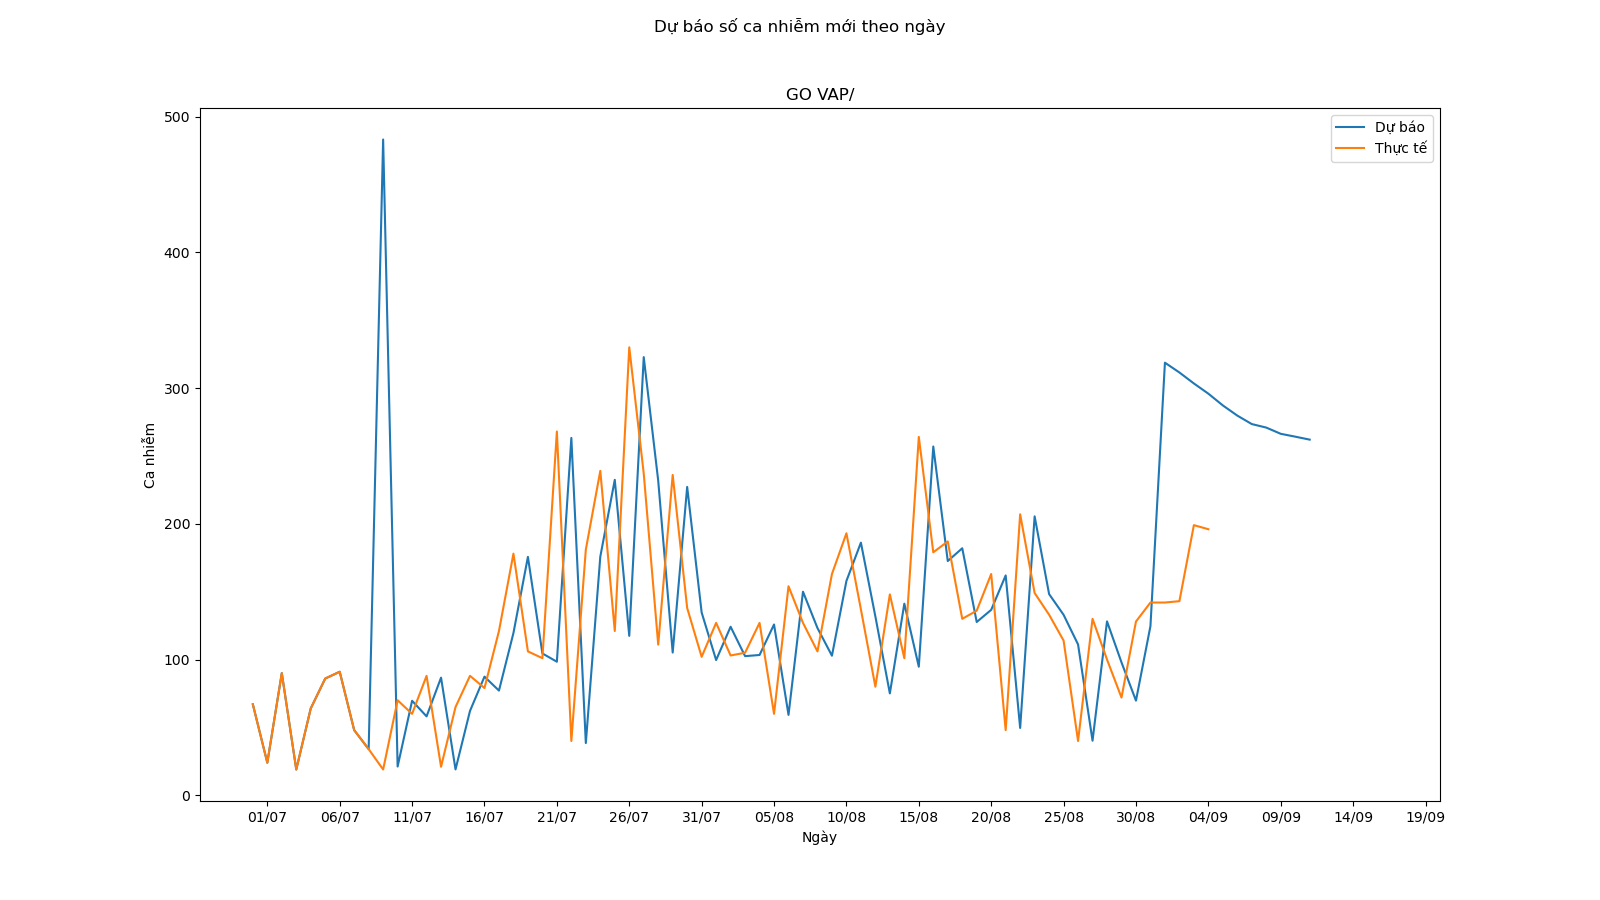 Dự báo số ca nhiễm mới theo ngày
GO VAP/
Dự báo
Thực tế
500
400
300
200
100
0
Ca nhiễm
01/07 06/07 11/07 16/07 21/07 26/07 31/07 05/08 10/08 15/08 20/08 25/08 30/08 04/09 09/09 14/09 19/09
Ngày